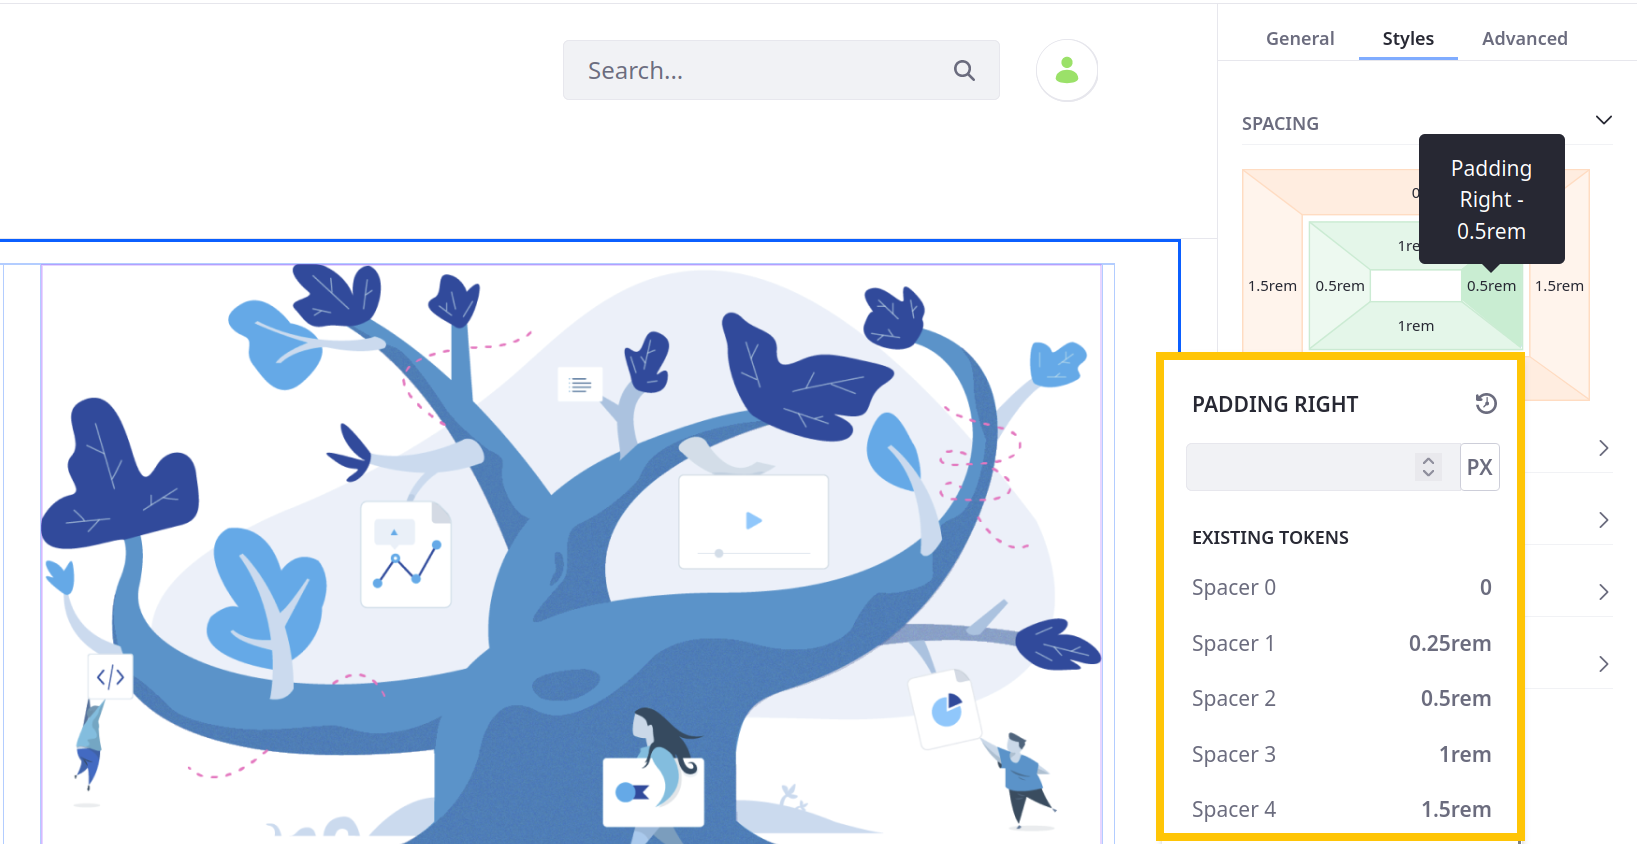 General Styles Advanced
Search...
SPACING
Padding
Right -
0.5rem
1.5rem 0.5rem 0.5rem 1.5rem
1rem
PADDING RIGHT
PX
EXISTING TOKENS
Spacer 0 0
Spacer 1 0.25rem
Spacer 2 0.5rem
Spacer 3 1rem
Spacer 4 1.5rem